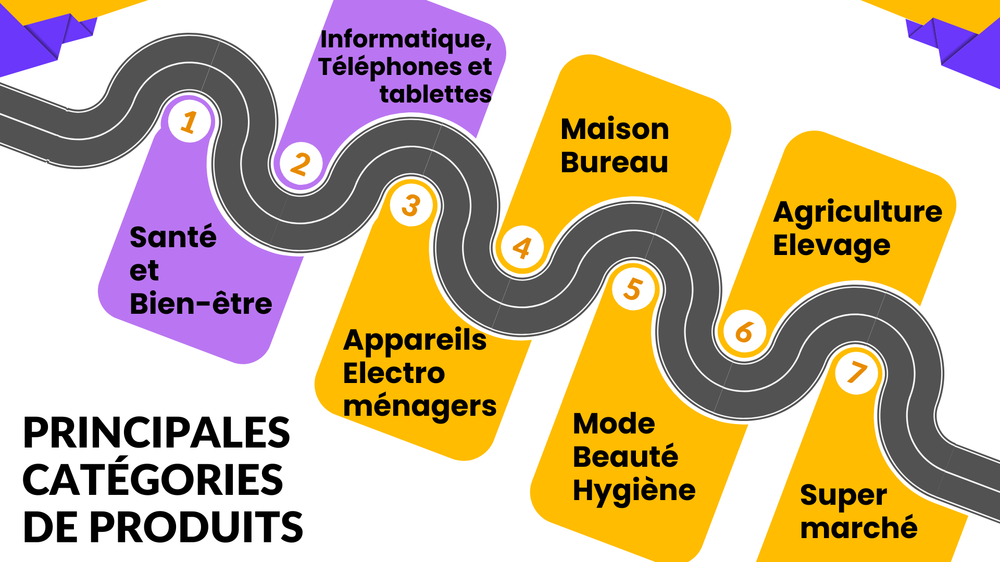 1
Santé
et
Bien-être
2
Informatique,
Téléphones et
tablettes
3
Appareils
Electro
ménagers
4
Maison
Bureau
5
Mode
Beauté
Hygiène
6
Agriculture
Elevage
7
Super
marché
PRINCIPALES
CATÉGORIES
DE PRODUITS